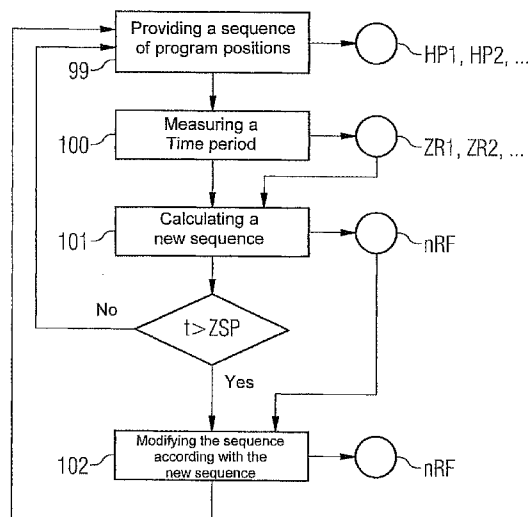 Providing a sequence
of program positions
99
HP1, HP2, ...
Measuring a
Time period
100
ZR1, ZR2, ...
Calculating a
new sequence
101
nRF
No
t>ZSP
Yes
Modifying the sequence
according with the
new sequence
102
nRF